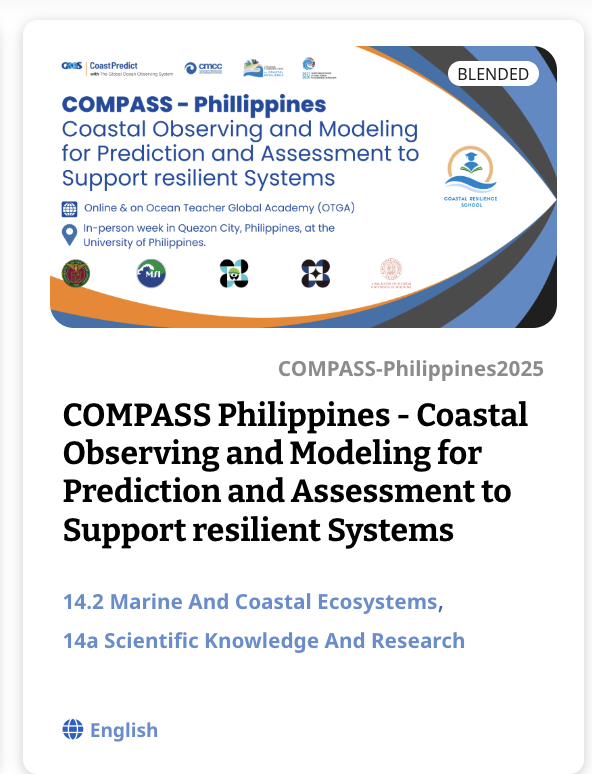 GOOS CoastPredict
with The Global Ocean Observing System
cmcc
BLENDED
COMPASS – Phillippines
Coastal Observing and Modeling
for Prediction and Assessment to
Support resilient Systems
COASTAL RESILIENCE
SCHOOL
Online & on Ocean Teacher Global Academy (OTGA)
In-person week in Quezon City, Philippines, at the
University of Philippines.
MSI
COMPASS-Philippines2025
COMPASS Philippines - Coastal
Observing and Modeling for
Prediction and Assessment to
Support resilient Systems
14.2 Marine And Coastal Ecosystems,
14a Scientific Knowledge And Research
English